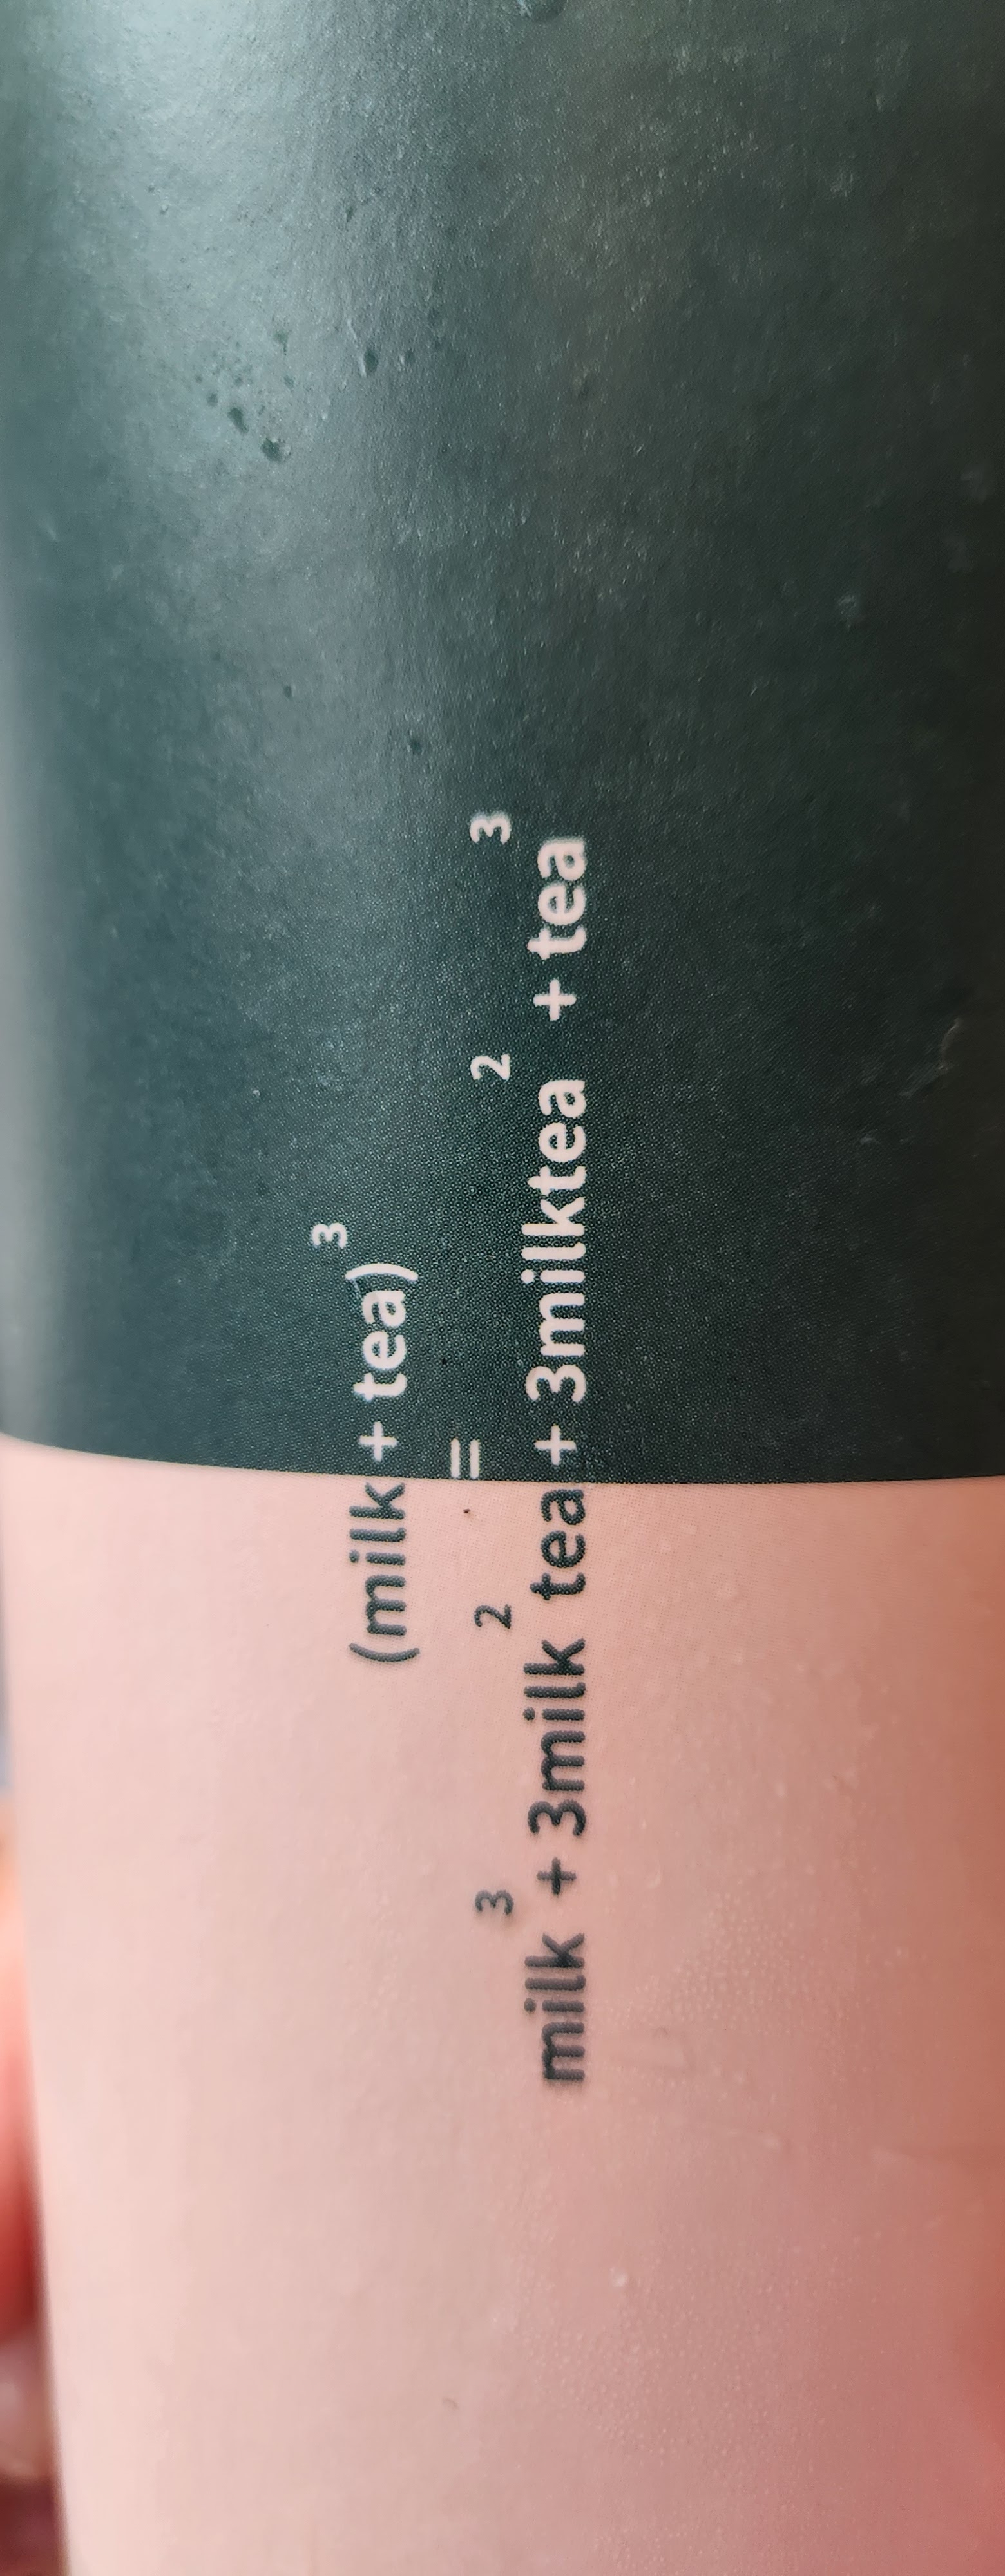 (milk + tea)³
=
milk³ + 3milk² tea + 3milktea² + tea³